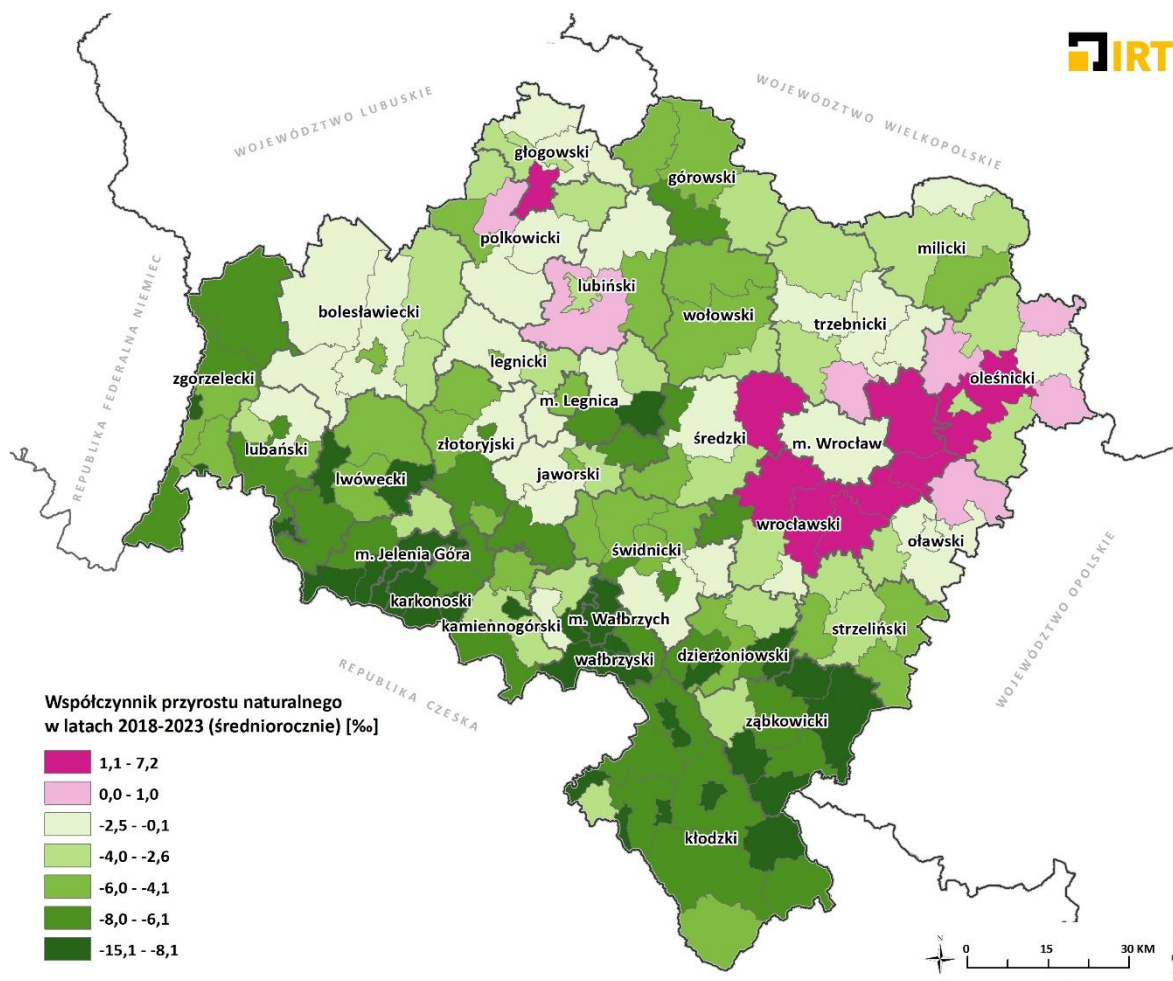 IRT
WOJEWÓDZTWO LUBUSKIE
WOJEWÓDZTWO WIELKOPOLSKIE
głogowski
górowski
polkowicki
milicki
lubiński
bolesławiecki
wołowski
trzebnicki
REPUBLIKA FEDERALNA NIEMIEC
legnicki
zgorzelecki
oleśnicki
m. Legnica
średzki
m. Wrocław
lubański
złotoryjski
lwówecki
jaworski
wrocławski
oławski
m. Jelenia Góra
świdnicki
karkonoski
kamiennogórski
m. Wałbrzych
strzeliński
wałbrzyski
dzierżoniowski
WOJEWÓDZTWO OPOLSKIE
REPUBLIKA CZESKA
ząbkowicki
kłodzki
Współczynnik przyrostu naturalnego
w latach 2018-2023 (średniorocznie) [‰]
1,1 - 7,2
0,0 - 1,0
-2,5 - -0,1
-4,0 - -2,6
-6,0 - -4,1
-8,0 - -6,1
-15,1 - -8,1
N
0 15 30 KM